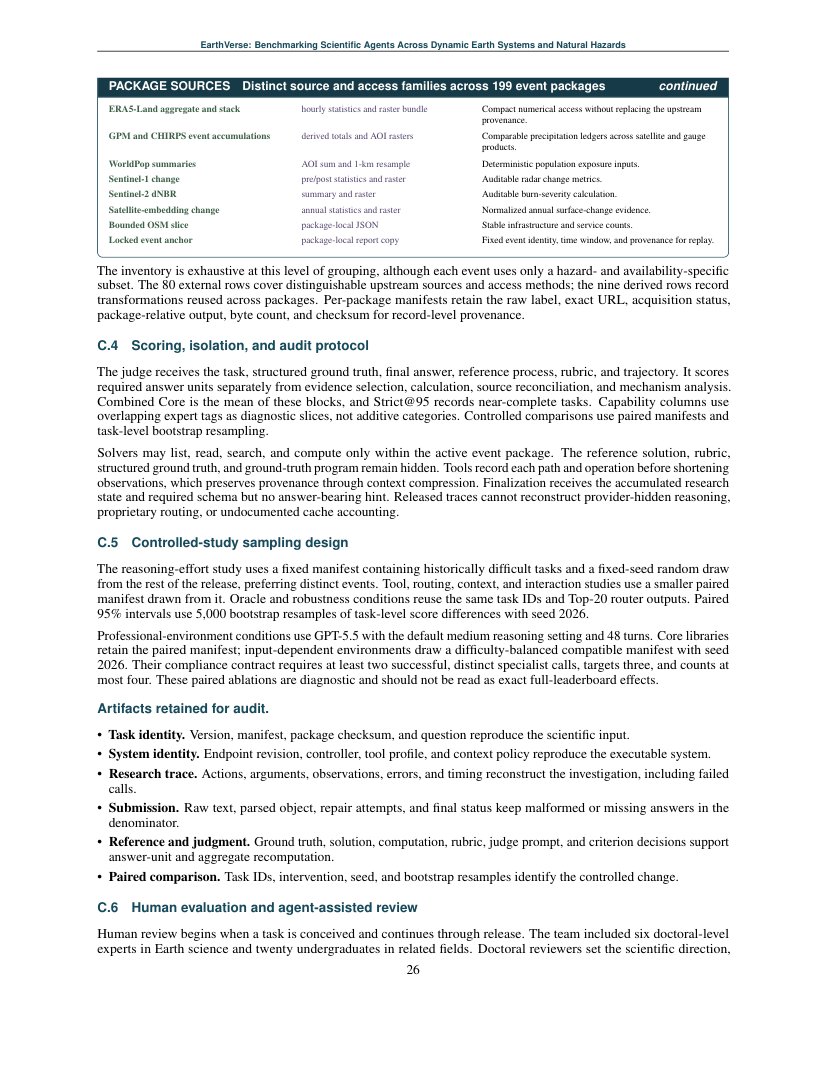 EarthVerse: Benchmarking Scientific Agents Across Dynamic Earth Systems and Natural Hazards
PACKAGE SOURCES Distinct source and access families across 199 event packages continued
ERA5-Land aggregate and stack hourly statistics and raster bundle Compact numerical access without replacing the upstream
provenance.
GPM and CHIRPS event accumulations derived totals and AOI rasters Comparable precipitation ledgers across satellite and gauge
products.
WorldPop summaries AOI sum and 1-km resample Deterministic population exposure inputs.
Sentinel-1 change pre/post statistics and raster Auditable radar change metrics.
Sentinel-2 dNBR summary and raster Auditable burn-severity calculation.
Satellite-embedding change annual statistics and raster Normalized annual surface-change evidence.
Bounded OSM slice package-local JSON Stable infrastructure and service counts.
Locked event anchor package-local report copy Fixed event identity, time window, and provenance for replay.
The inventory is exhaustive at this level of grouping, although each event uses only a hazard- and availability-specific
subset. The 80 external rows cover distinguishable upstream sources and access methods; the nine derived rows record
transformations reused across packages. Per-package manifests retain the raw label, exact URL, acquisition status,
package-relative output, byte count, and checksum for record-level provenance.
C.4 Scoring, isolation, and audit protocol
The judge receives the task, structured ground truth, final answer, reference process, rubric, and trajectory. It scores
required answer units separately from evidence selection, calculation, source reconciliation, and mechanism analysis.
Combined Core is the mean of these blocks, and Strict@95 records near-complete tasks. Capability columns use
overlapping expert tags as diagnostic slices, not additive categories. Controlled comparisons use paired manifests and
task-level bootstrap resampling.
Solvers may list, read, search, and compute only within the active event package. The reference solution, rubric,
structured ground truth, and ground-truth program remain hidden. Tools record each path and operation before shortening
observations, which preserves provenance through context compression. Finalization receives the accumulated research
state and required schema but no answer-bearing hint. Released traces cannot reconstruct provider-hidden reasoning,
proprietary routing, or undocumented cache accounting.
C.5 Controlled-study sampling design
The reasoning-effort study uses a fixed manifest containing historically difficult tasks and a fixed-seed random draw
from the rest of the release, preferring distinct events. Tool, routing, context, and interaction studies use a smaller paired
manifest drawn from it. Oracle and robustness conditions reuse the same task IDs and Top-20 router outputs. Paired
95% intervals use 5,000 bootstrap resamples of task-level score differences with seed 2026.
Professional-environment conditions use GPT-5.5 with the default medium reasoning setting and 48 turns. Core libraries
retain the paired manifest; input-dependent environments draw a difficulty-balanced compatible manifest with seed
2026. Their compliance contract requires at least two successful, distinct specialist calls, targets three, and counts at
most four. These paired ablations are diagnostic and should not be read as exact full-leaderboard effects.
Artifacts retained for audit.
• Task identity. Version, manifest, package checksum, and question reproduce the scientific input.
• System identity. Endpoint revision, controller, tool profile, and context policy reproduce the executable system.
• Research trace. Actions, arguments, observations, errors, and timing reconstruct the investigation, including failed
calls.
• Submission. Raw text, parsed object, repair attempts, and final status keep malformed or missing answers in the
denominator.
• Reference and judgment. Ground truth, solution, computation, rubric, judge prompt, and criterion decisions support
answer-unit and aggregate recomputation.
• Paired comparison. Task IDs, intervention, seed, and bootstrap resamples identify the controlled change.
C.6 Human evaluation and agent-assisted review
Human review begins when a task is conceived and continues through release. The team included six doctoral-level
experts in Earth science and twenty undergraduates in related fields. Doctoral reviewers set the scientific direction,
26